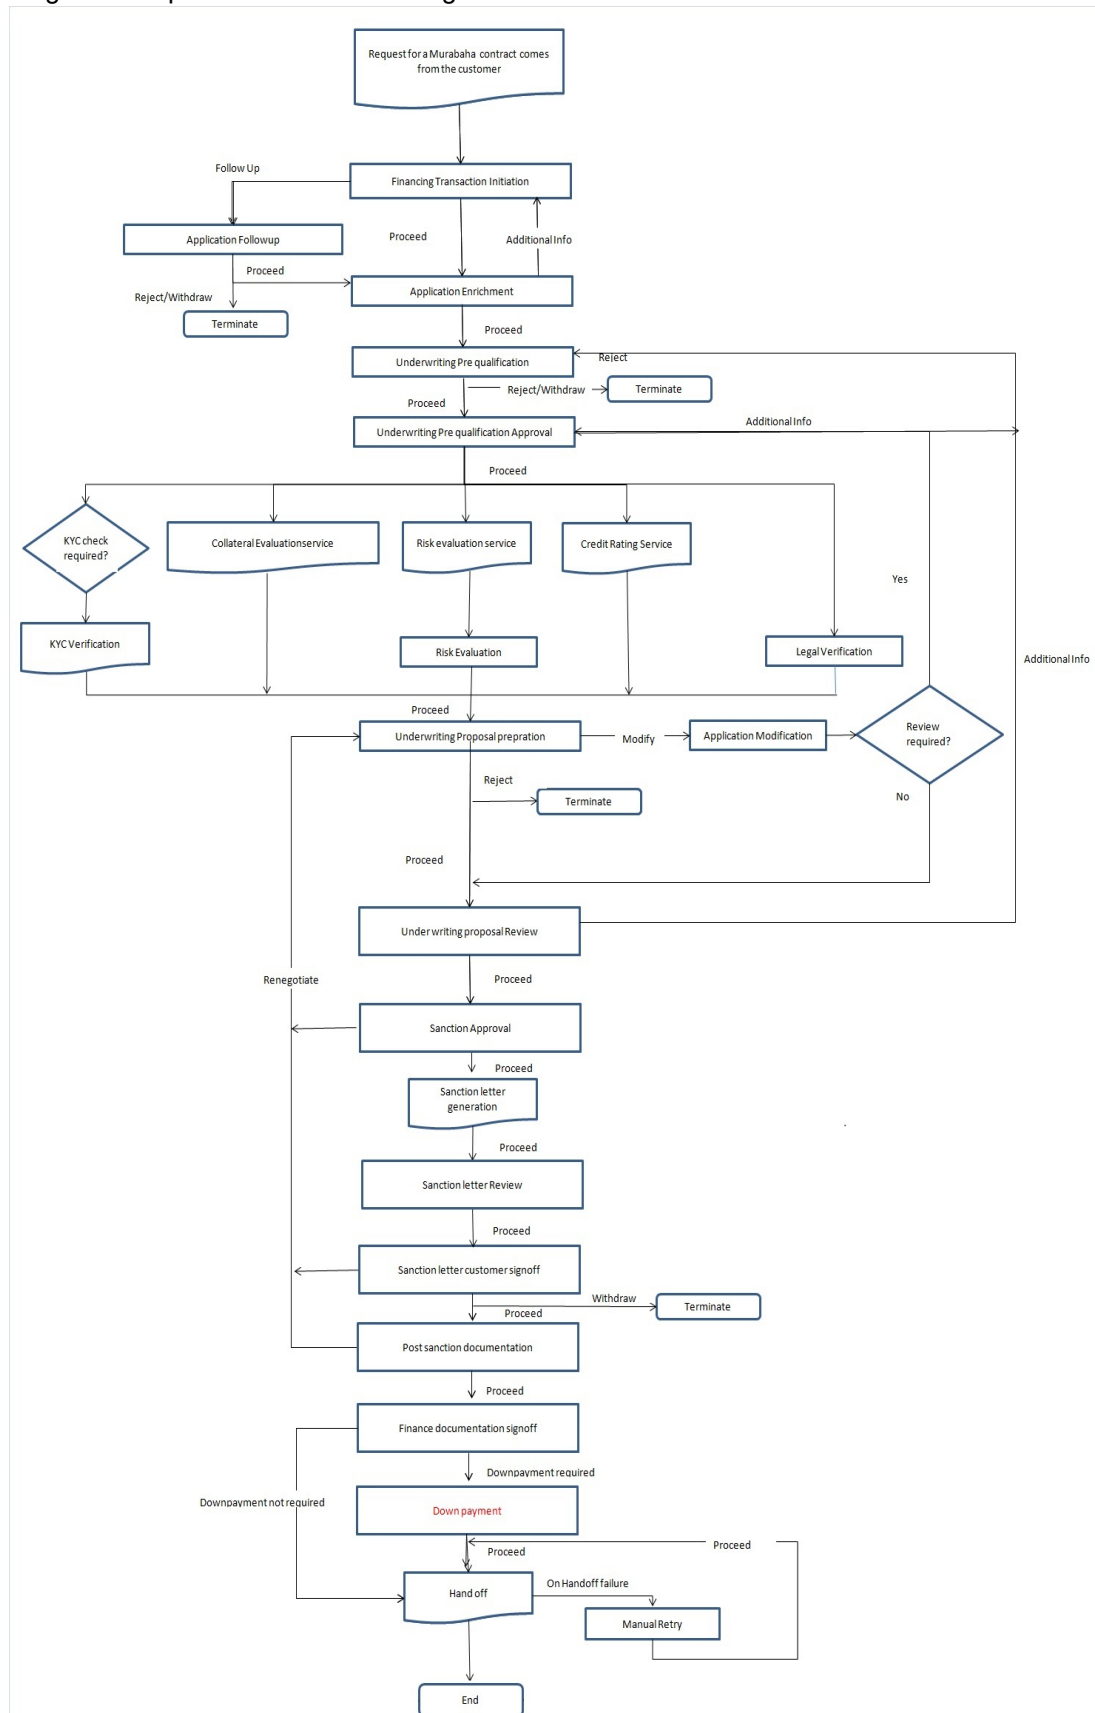 Request for a Murabaha contract comes
from the customer
Follow Up
Financing Transaction Initiation
Proceed
Additional Info
Application Followup
Proceed
Reject/Withdraw
Application Enrichment
Terminate
Proceed
Underwriting Pre qualification
Reject
Reject/Withdraw
Terminate
Proceed
Underwriting Pre qualification Approval
Additional Info
Proceed
KYC check
required?
Collateral Evaluationservice
Risk evaluation service
Credit Rating Service
Yes
KYC Verification
Risk Evaluation
Legal Verification
Additional Info
Proceed
Underwriting Proposal prepration
Modify
Application Modification
Review
required?
Reject
Terminate
No
Proceed
Under writing proposal Review
Renegotiate
Proceed
Sanction Approval
Proceed
Sanction letter
generation
Proceed
Sanction letter Review
Proceed
Sanction letter customer signoff
Withdraw
Terminate
Proceed
Post sanction documentation
Proceed
Finance documentation signoff
Downpayment required
Downpayment not required
Down payment
Proceed
Proceed
Hand off
On Handoff failure
Manual Retry
End